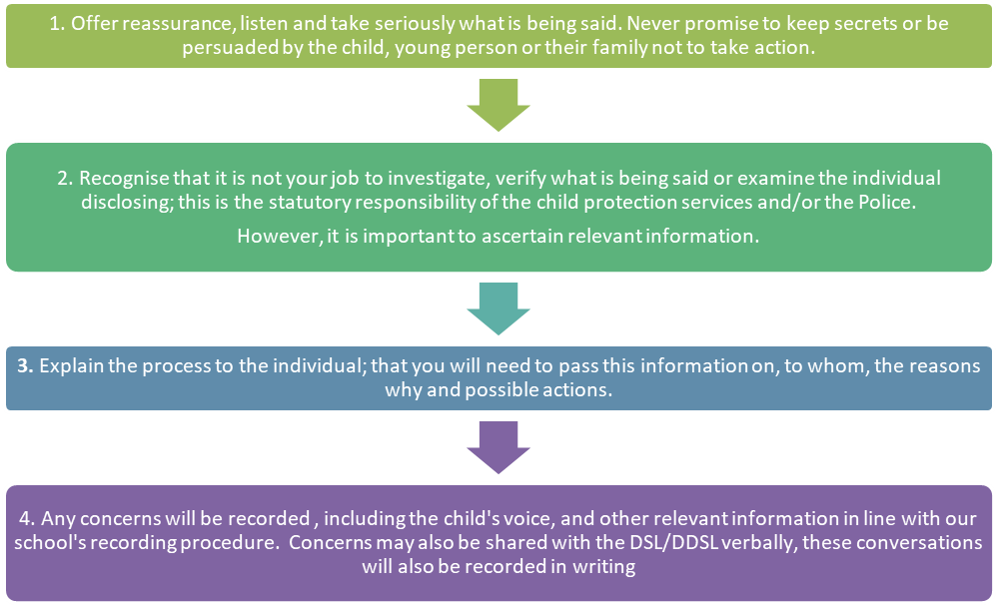 1. Offer reassurance, listen and take seriously what is being said. Never promise to keep secrets or be
persuaded by the child, young person or their family not to take action.
2. Recognise that it is not your job to investigate, verify what is being said or examine the individual
disclosing; this is the statutory responsibility of the child protection services and/or the Police.
However, it is important to ascertain relevant information.
3. Explain the process to the individual; that you will need to pass this information on, to whom, the reasons
why and possible actions.
4. Any concerns will be recorded , including the child's voice, and other relevant information in line with our
school's recording procedure.  Concerns may also be shared with the DSL/DDSL verbally, these conversations
will also be recorded in writing